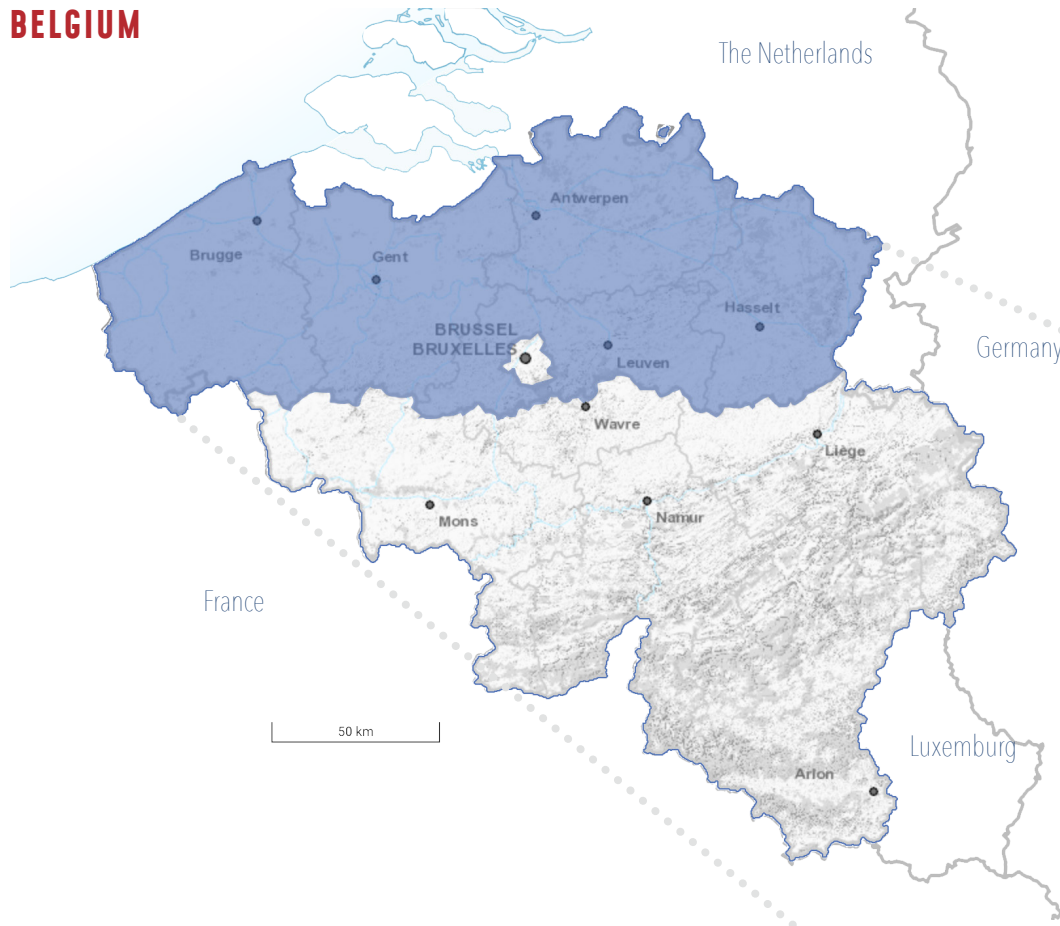 BELGIUM
The Netherlands
Antwerpen
Brugge
Gent
Hasselt
BRUSSEL
BRUXELLES
Germany
Leuven
Wavre
Liège
Mons
Namur
France
50 km
Luxemburg
Arlon